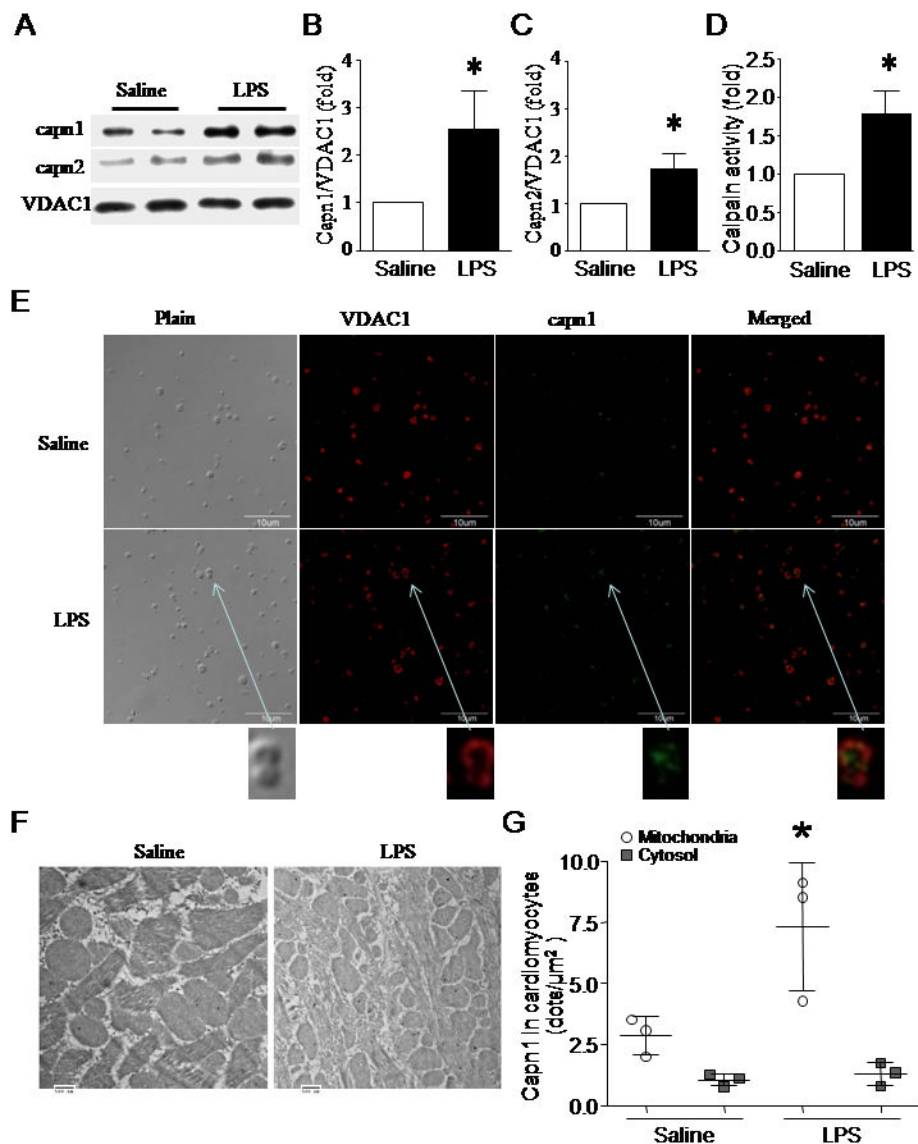 A
Saline LPS
capn1
capn2
VDAC1
B
Capn1/VDAC1 (fold)
4
3
2
1
0
*
Saline LPS
C
Capn2/VDAC1 (fold)
4
3
2
1
0
*
Saline LPS
D
Calpain activity (fold)
2.5
2.0
1.5
1.0
0.5
0.0
*
Saline LPS
E
Plain VDAC1 capn1 Merged
Saline
10um 10um 10um 10um
LPS
10um 10um 10um 10um
F
Saline LPS
G
Mitochondria
Cytosol
*
Capn1 in cardiomyocytes
(dots/um²)
10.0
7.5
5.0
2.5
0.0
Saline LPS